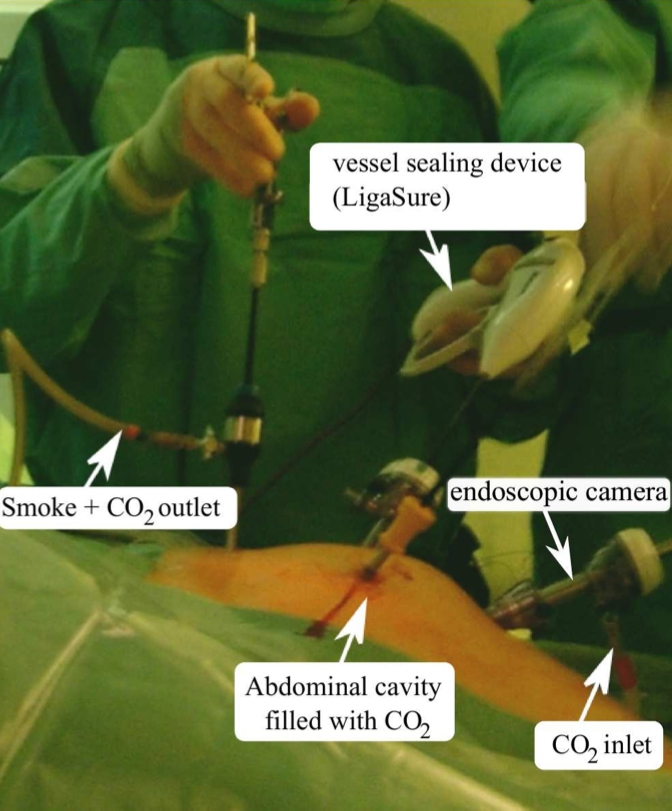 vessel sealing device
(LigaSure)
endoscopic camera
Smoke + CO₂ outlet
Abdominal cavity
filled with CO₂
CO₂ inlet